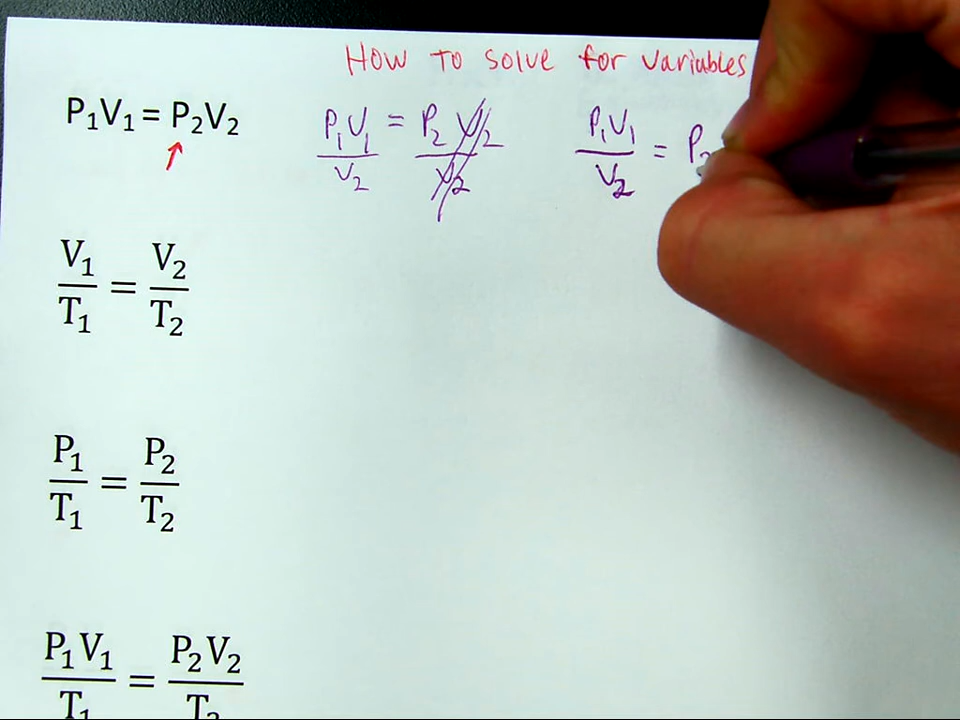 How to solve for variables
P₁V₁ = P₂V₂
P₁V₁/V₂ = P₂V₂/V₂
P₁V₁/V₂ = P₂
V₁/T₁ = V₂/T₂
P₁/T₁ = P₂/T₂
P₁V₁/T₁ = P₂V₂/T₂